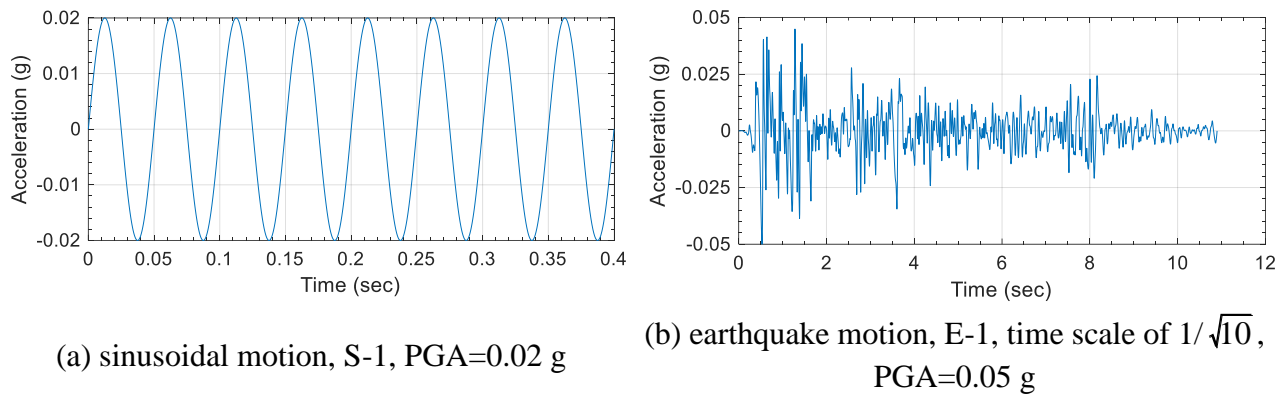 0.02
0.01
0
-0.01
-0.02
Acceleration (g)
0 0.05 0.1 0.15 0.2 0.25 0.3 0.35 0.4
Time (sec)
(a) sinusoidal motion, S-1, PGA=0.02 g
0.05
0.025
0
-0.025
-0.05
Acceleration (g)
0 2 4 6 8 10 12
Time (sec)
(b) earthquake motion, E-1, time scale of 1/√10,
PGA=0.05 g